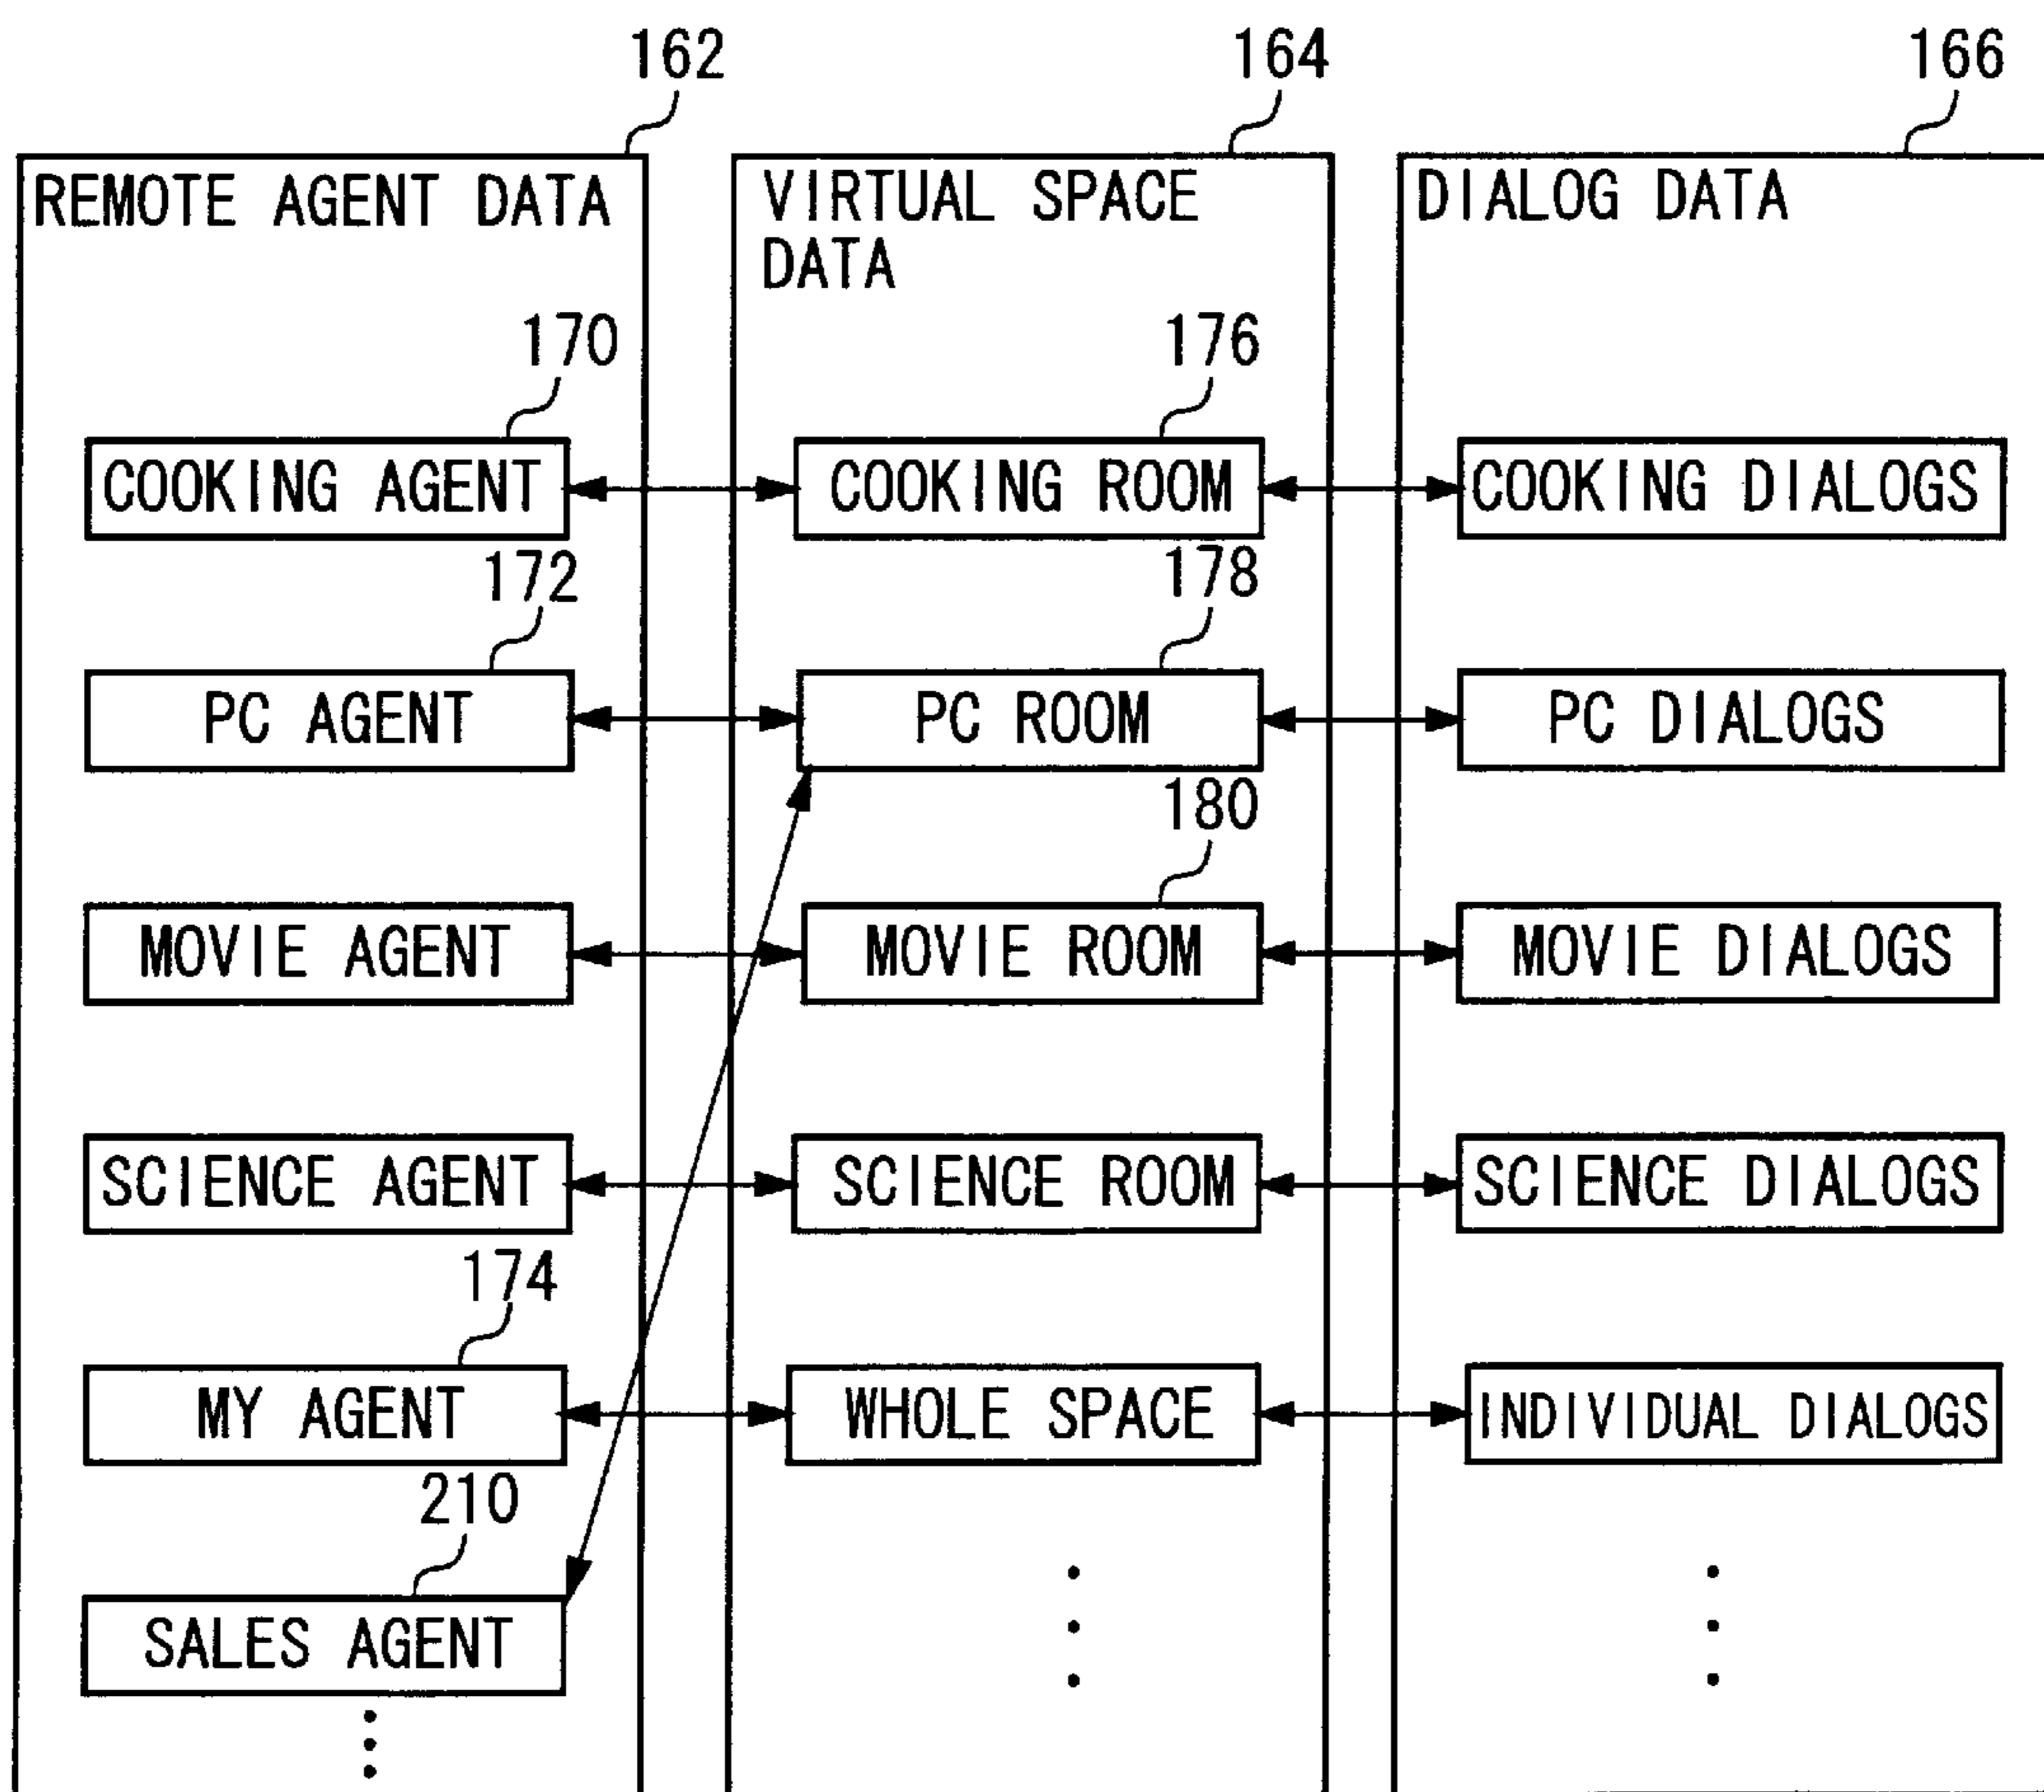 162
164
166
REMOTE AGENT DATA
VIRTUAL SPACE
DATA
DIALOG DATA
170
176
COOKING AGENT
COOKING ROOM
COOKING DIALOGS
172
178
PC AGENT
PC ROOM
PC DIALOGS
180
MOVIE AGENT
MOVIE ROOM
MOVIE DIALOGS
SCIENCE AGENT
SCIENCE ROOM
SCIENCE DIALOGS
174
MY AGENT
WHOLE SPACE
INDIVIDUAL DIALOGS
210
SALES AGENT